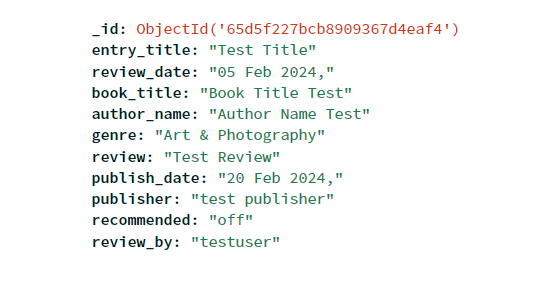 _id: ObjectId('65d5f227bcb8909367d4eaf4')
entry_title: "Test Title"
review_date: "05 Feb 2024,"
book_title: "Book Title Test"
author_name: "Author Name Test"
genre: "Art & Photography"
review: "Test Review"
publish_date: "20 Feb 2024,"
publisher: "test publisher"
recommended: "off"
review_by: "testuser"